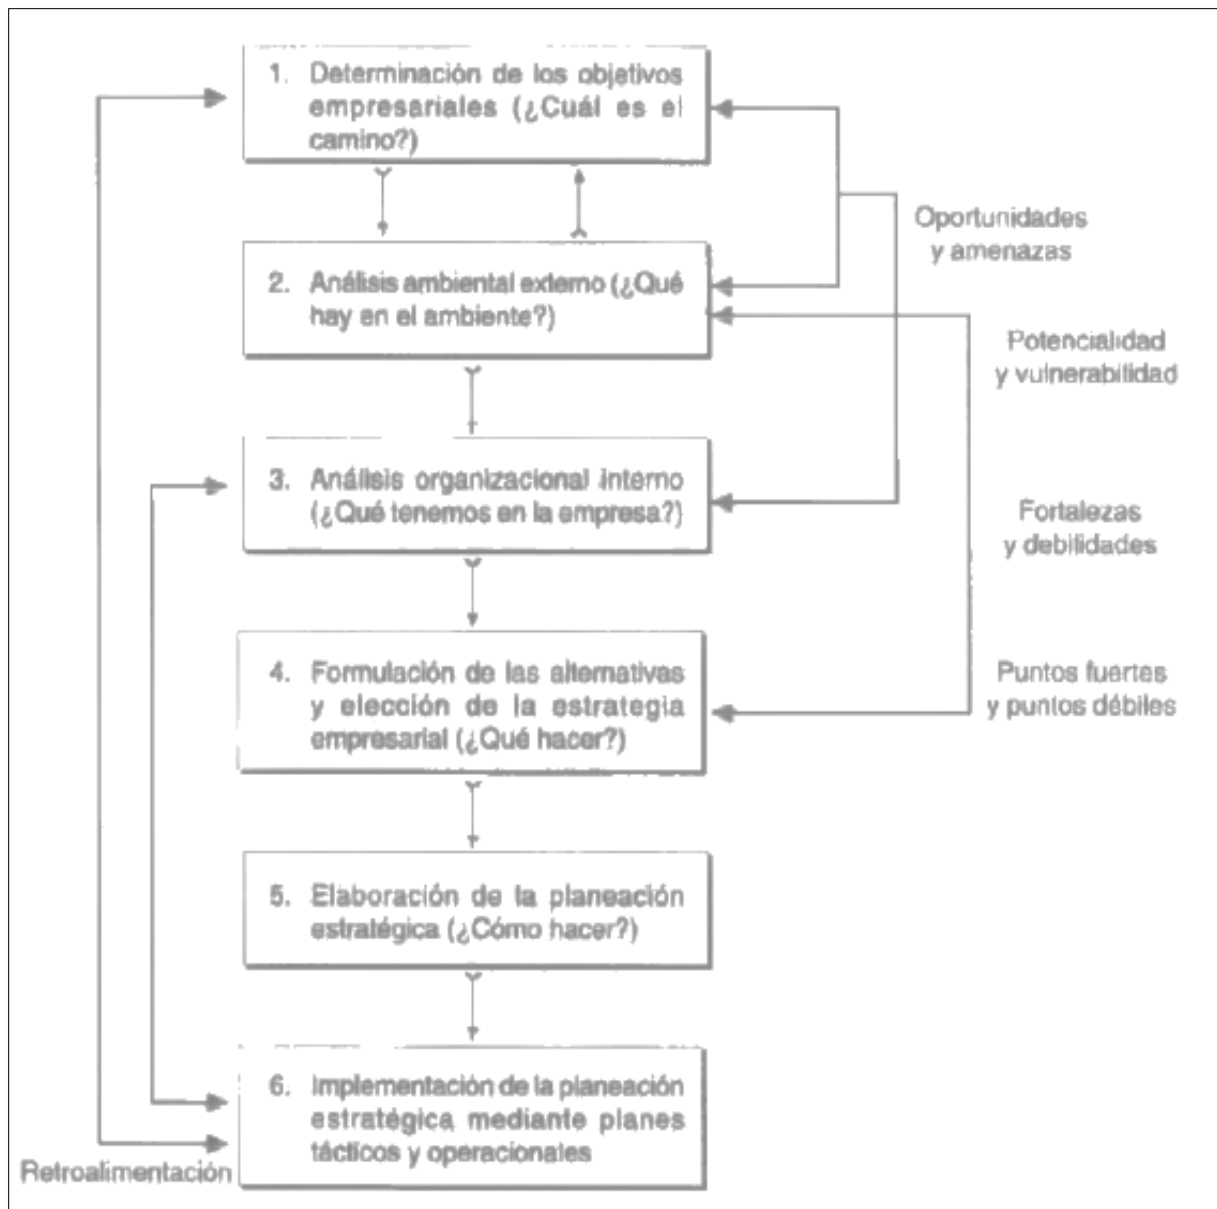 1. Determinación de los objetivos
empresariales (¿Cuál es el
camino?)
Oportunidades
y amenazas
2. Análisis ambiental externo (¿Qué
hay en el ambiente?)
Potencialidad
y vulnerabilidad
3. Análisis organizacional interno
(¿Qué tenemos en la empresa?)
Fortalezas
y debilidades
4. Formulación de las alternativas
y elección de la estrategia
empresarial (¿Qué hacer?)
Puntos fuertes
y puntos débiles
5. Elaboración de la planeación
estratégica (¿Cómo hacer?)
6. Implementación de la planeación
estratégica mediante planes
tácticos y operacionales
Retroalimentación